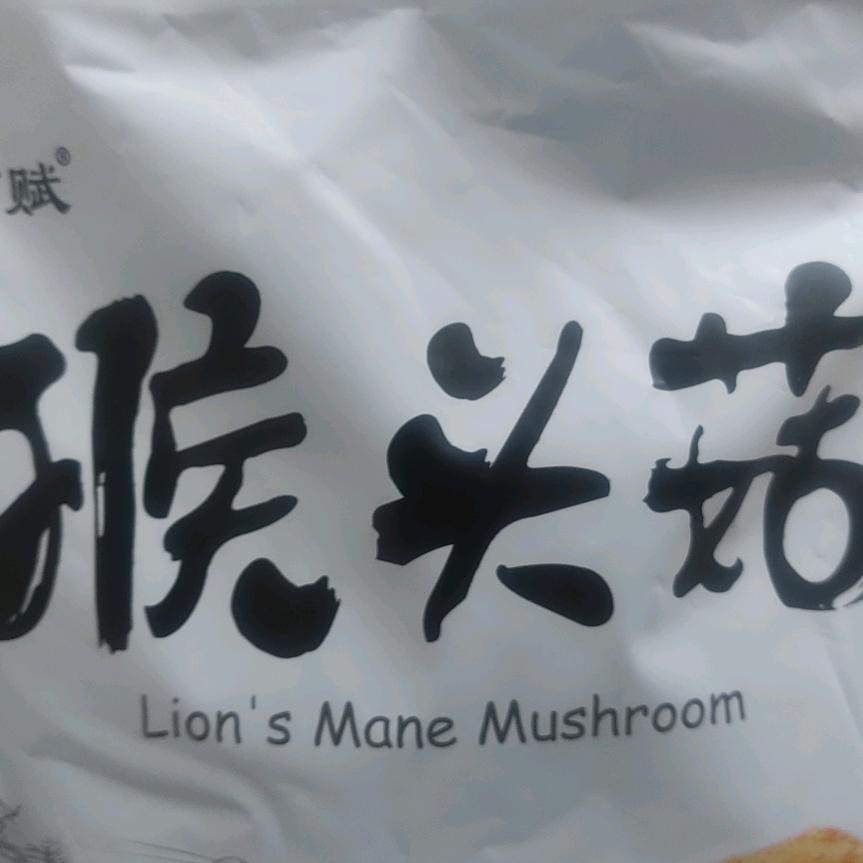 赋®
猴头菇
Lion's Mane Mushroom